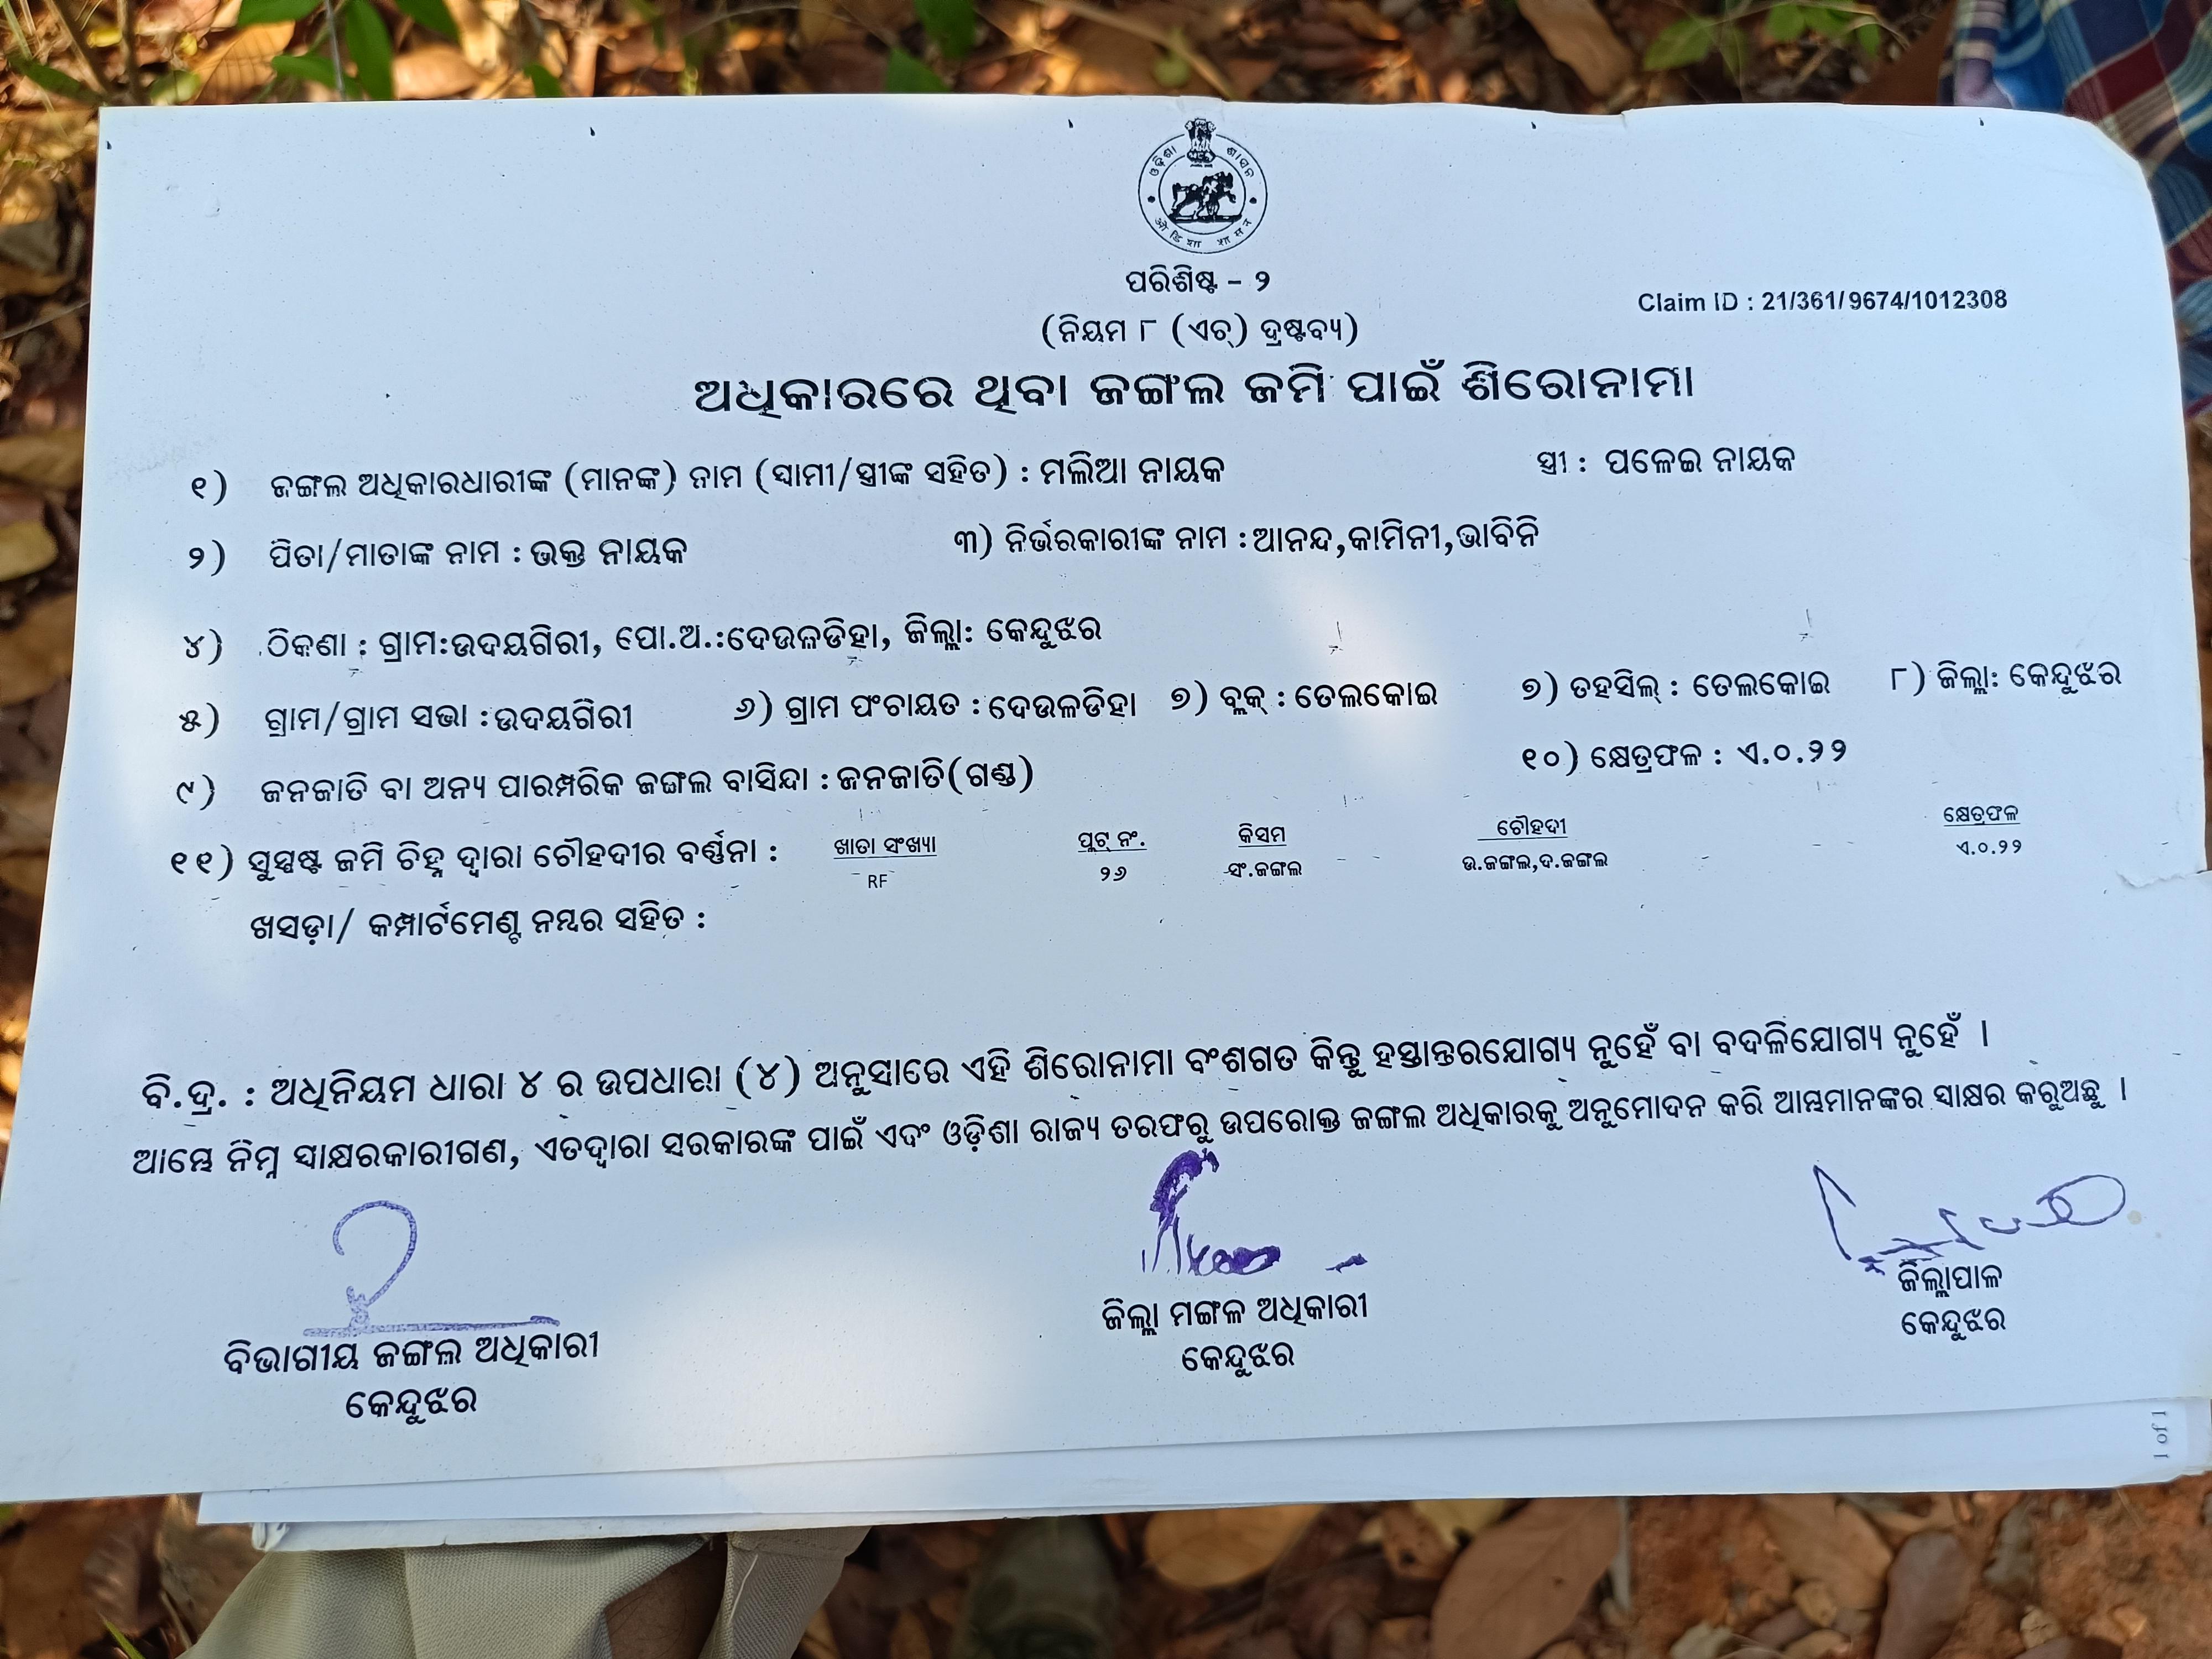 ଓଡ଼ିଶା ଶାସନ
ओडिशा शासन
ପରିଶିଷ୍ଟ - ୨
Claim ID : 21/361/9674/1012308
(ନିୟମ ୮ (ଏଚ୍) ଦ୍ରଷ୍ଟବ୍ୟ)
ଅଧିକାରରେ ଥିବା ଜଙ୍ଗଲ ଜମି ପାଇଁ ଶିରୋନାମା
୧) ଜଙ୍ଗଲ ଅଧିକାରଧାରୀଙ୍କ (ମାନଙ୍କ) ନାମ (ସ୍ୱାମୀ/ସ୍ତ୍ରୀଙ୍କ ସହିତ) : ମଲିଆ ନାୟକ ସ୍ତ୍ରୀ : ପଳେଇ ନାୟକ
୨) ପିତା/ମାତାଙ୍କ ନାମ : ଭକ୍ତ ନାୟକ ୩) ନିର୍ଭରକାରୀଙ୍କ ନାମ : ଆନନ୍ଦ,କାମିନୀ,ଭାବିନି
୪) ଠିକଣା : ଗ୍ରାମ:ଉଦୟଗିରୀ, ପୋ.ଅ.:ଦେଉଳଡିହା, ଜିଲ୍ଲା: କେନ୍ଦୁଝର
୫) ଗ୍ରାମ/ଗ୍ରାମ ସଭା :ଉଦୟଗିରୀ ୬) ଗ୍ରାମ ପଂଚାୟତ : ଦେଉଳଡିହା ୭) ବ୍ଲକ୍ : ତେଲକୋଇ ୭) ତହସିଲ୍ : ତେଲକୋଇ ୮) ଜିଲ୍ଲା: କେନ୍ଦୁଝର
୯) ଜନଜାତି ବା ଅନ୍ୟ ପାରମ୍ପରିକ ଜଙ୍ଗଲ ବାସିନ୍ଦା : ଜନଜାତି(ଗଣ୍ଡ) ୧୦) କ୍ଷେତ୍ରଫଳ : ଏ.୦.୨୨
୧୧) ସୁସ୍ପଷ୍ଟ ଜମି ଚିହ୍ନ ଦ୍ୱାରା ଚୌହଦୀର ବର୍ଣ୍ଣନା : ଖାତା ସଂଖ୍ୟା ପ୍ଲଟ୍ ନଂ. କିସମ ଚୌହଦୀ କ୍ଷେତ୍ରଫଳ
RF ୨୬ ସଂ.ଜଙ୍ଗଲ ଉ.ଜଙ୍ଗଲ,ଦ.ଜଙ୍ଗଲ ଏ.୦.୨୨
ଖସଡ଼ା/ କମ୍ପାର୍ଟମେଣ୍ଟ ନମ୍ବର ସହିତ :
ବି.ଦ୍ର. : ଅଧିନିୟମ ଧାରା ୪ ର ଉପଧାରା (୪) ଅନୁସାରେ ଏହି ଶିରୋନାମା ବଂଶଗତ କିନ୍ତୁ ହସ୍ତାନ୍ତରଯୋଗ୍ୟ ନୁହେଁ ବା ବଦଳିଯୋଗ୍ୟ ନୁହେଁ ।
ଆମ୍ଭେ ନିମ୍ନ ସାକ୍ଷରକାରୀଗଣ, ଏତଦ୍ୱାରା ସରକାରଙ୍କ ପାଇଁ ଏବଂ ଓଡ଼ିଶା ରାଜ୍ୟ ତରଫରୁ ଉପରୋକ୍ତ ଜଙ୍ଗଲ ଅଧିକାରକୁ ଅନୁମୋଦନ କରି ଆମ୍ଭମାନଙ୍କର ସ୍ୱାକ୍ଷର କରୁଅଛୁ ।
ବିଭାଗୀୟ ଜଙ୍ଗଲ ଅଧିକାରୀ
କେନ୍ଦୁଝର
ଜିଲ୍ଲା ମଙ୍ଗଳ ଅଧିକାରୀ
କେନ୍ଦୁଝର
ଜିଲ୍ଲାପାଳ
କେନ୍ଦୁଝର
1 of 1